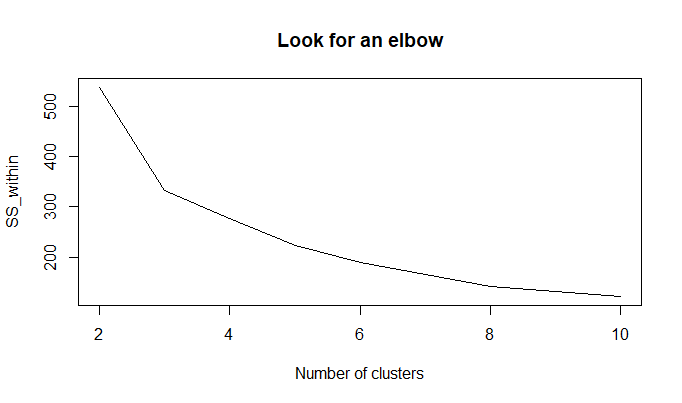 Look for an elbow
SS_within
500
400
300
200
2 4 6 8 10
Number of clusters